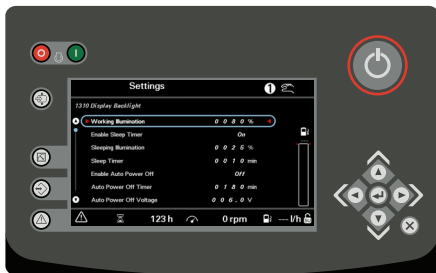 Settings
1
1310 Display Backlight
Working Illumination 0 0 8 0 %
Enable Sleep Timer On
Sleeping Illumination 0 0 2 5 %
Sleep Timer 0 0 1 0 min
Enable Auto Power Off Off
Auto Power Off Timer 0 1 8 0 min
Auto Power Off Voltage 0 0 6 . 0 V
123 h 0 rpm --- l/h